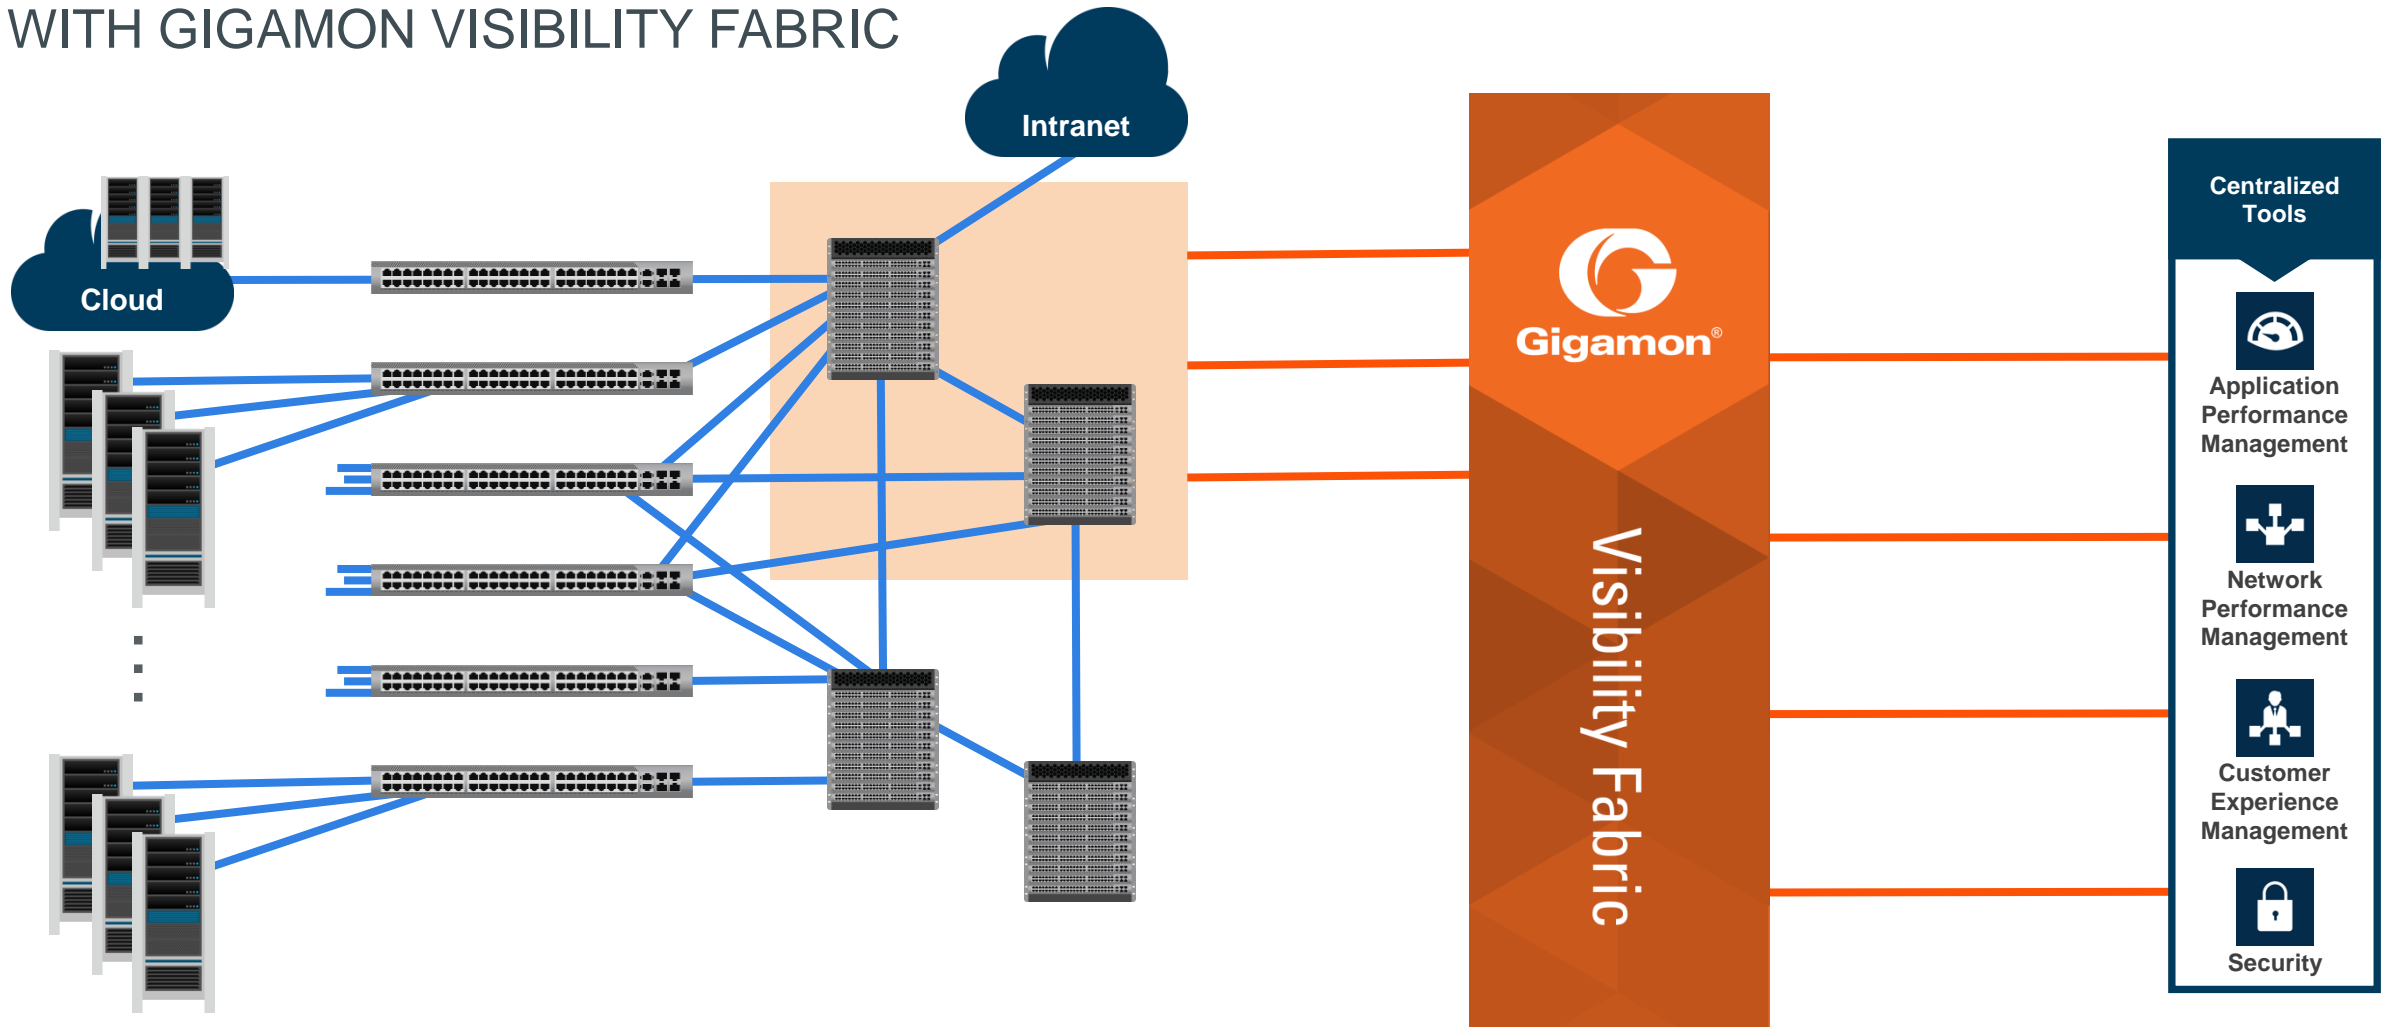 WITH GIGAMON VISIBILITY FABRIC
Intranet
Cloud
Gigamon®
Visibility Fabric
Centralized
Tools
Application
Performance
Management
Network
Performance
Management
Customer
Experience
Management
Security